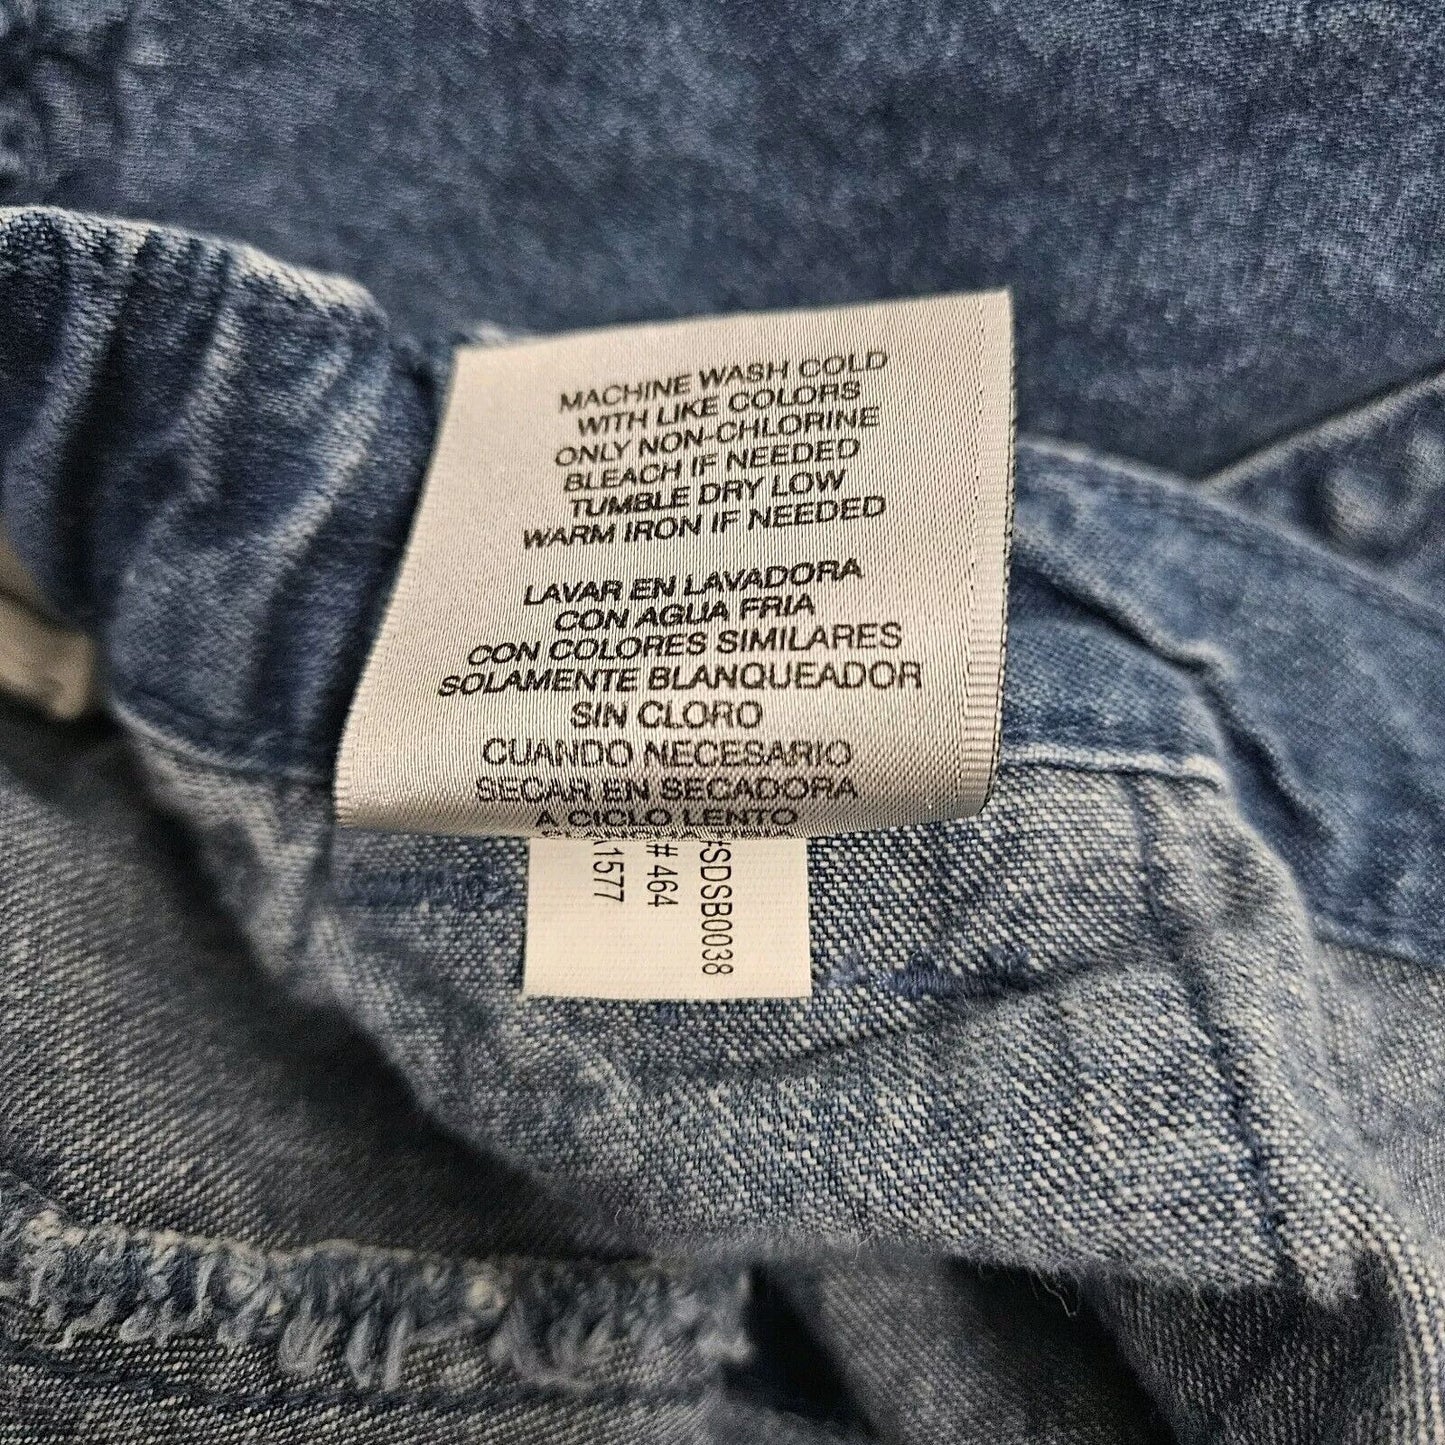 MACHINE WASH COLD
WITH LIKE COLORS
ONLY NON-CHLORINE
BLEACH IF NEEDED
TUMBLE DRY LOW
WARM IRON IF NEEDED
LAVAR EN LAVADORA
CON AGUA FRIA
CON COLORES SIMILARES
SOLAMENTE BLANQUEADOR
SIN CLORO
CUANDO NECESARIO
SECAR EN SECADORA
A CICLO LENTO
#SDSB0038
# 464
A1577